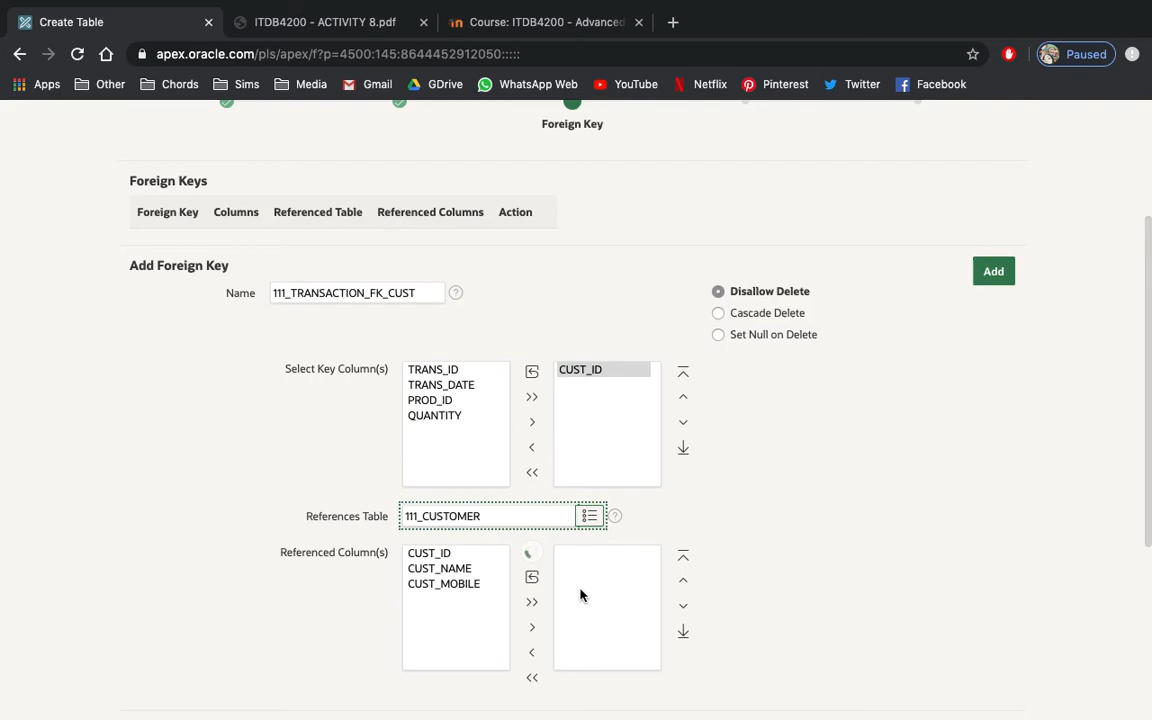 Create Table
ITDB4200 - ACTIVITY 8.pdf
Course: ITDB4200 - Advanced
apex.oracle.com/pls/apex/f?p=4500:145:8644452912050:::::
Paused
Apps
Other
Chords
Sims
Media
Gmail
GDrive
WhatsApp Web
YouTube
Netflix
Pinterest
Twitter
Facebook
Foreign Key
Foreign Keys
Foreign Key Columns Referenced Table Referenced Columns Action
Add Foreign Key
Add
Name 111_TRANSACTION_FK_CUST
Disallow Delete
Cascade Delete
Set Null on Delete
Select Key Column(s)
TRANS_ID
TRANS_DATE
PROD_ID
QUANTITY
CUST_ID
References Table 111_CUSTOMER
Referenced Column(s)
CUST_ID
CUST_NAME
CUST_MOBILE